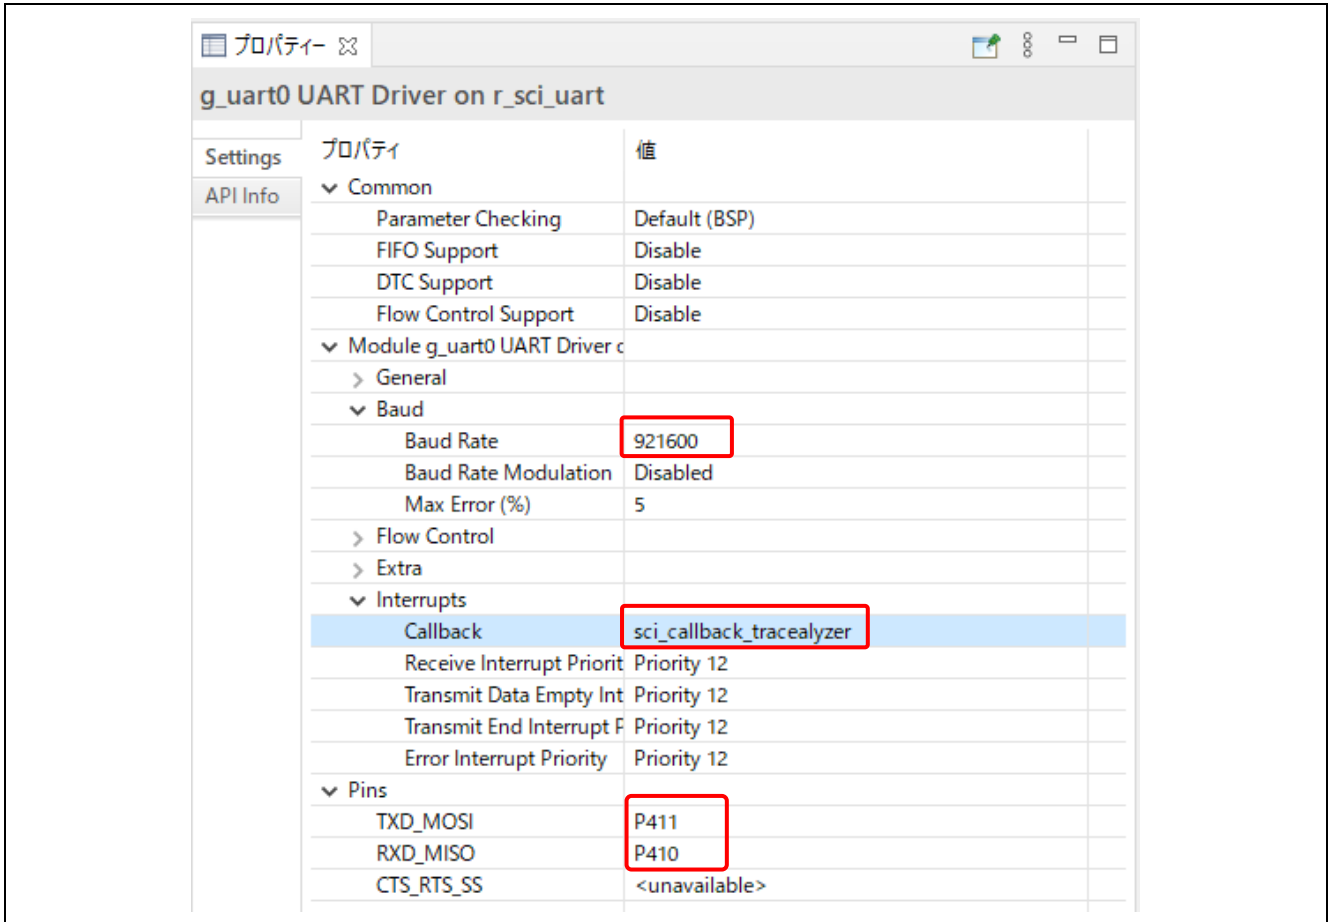 プロパティー
g_uart0 UART Driver on r_sci_uart
Settings
API Info
プロパティ 値
Common
Parameter Checking Default (BSP)
FIFO Support Disable
DTC Support Disable
Flow Control Support Disable
Module g_uart0 UART Driver c
General
Baud
Baud Rate 921600
Baud Rate Modulation Disabled
Max Error (%) 5
Flow Control
Extra
Interrupts
Callback sci_callback_tracealyzer
Receive Interrupt Priorit Priority 12
Transmit Data Empty Int Priority 12
Transmit End Interrupt P Priority 12
Error Interrupt Priority Priority 12
Pins
TXD_MOSI P411
RXD_MISO P410
CTS_RTS_SS <unavailable>